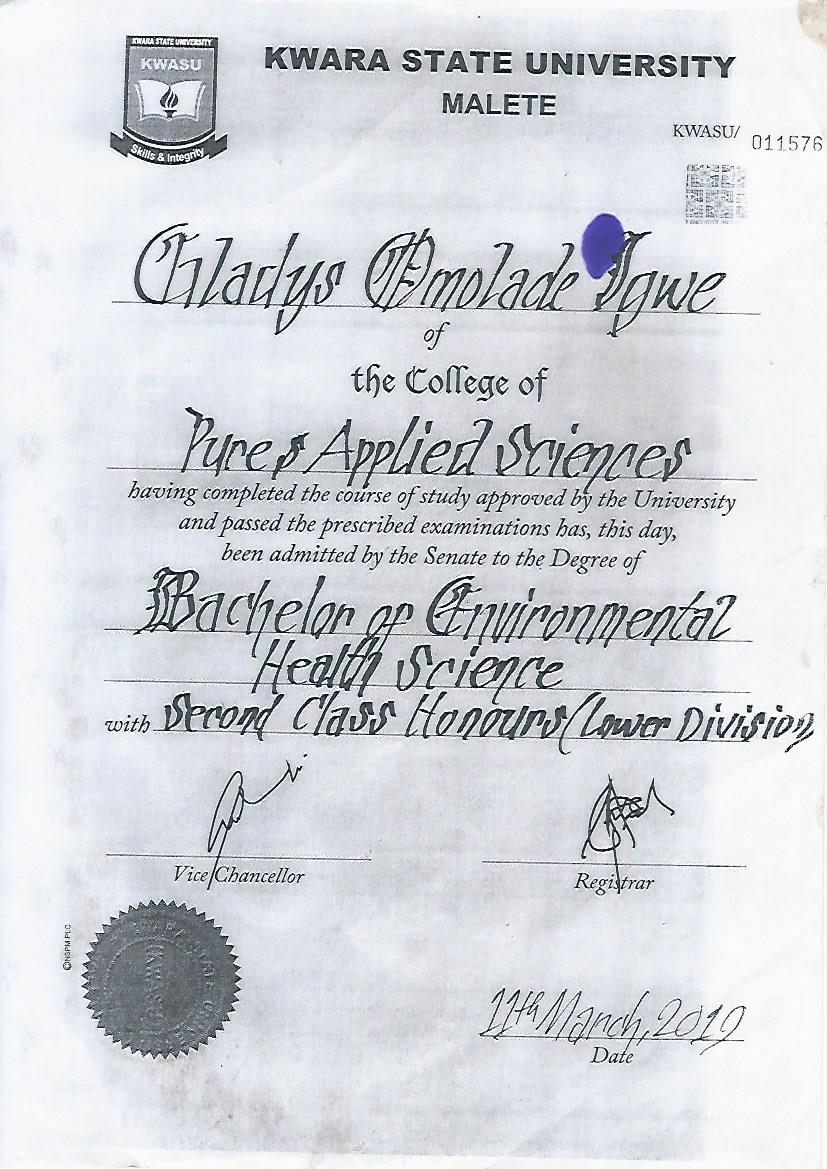 KWARA STATE UNIVERSITY
KWASU
Skills & Integrity
KWARA STATE UNIVERSITY
MALETE
KWASU/ 011576
Gladys Omolade Igwe
of
the College of
Pure & Applied Sciences
having completed the course of study approved by the University
and passed the prescribed examinations has, this day,
been admitted by the Senate to the Degree of
Bachelor of Environmental
Health Science
with Second Class Honours (Lower Division)
Vice Chancellor
Registrar
©NSPM PLC
KWASU
11th March, 2019
Date